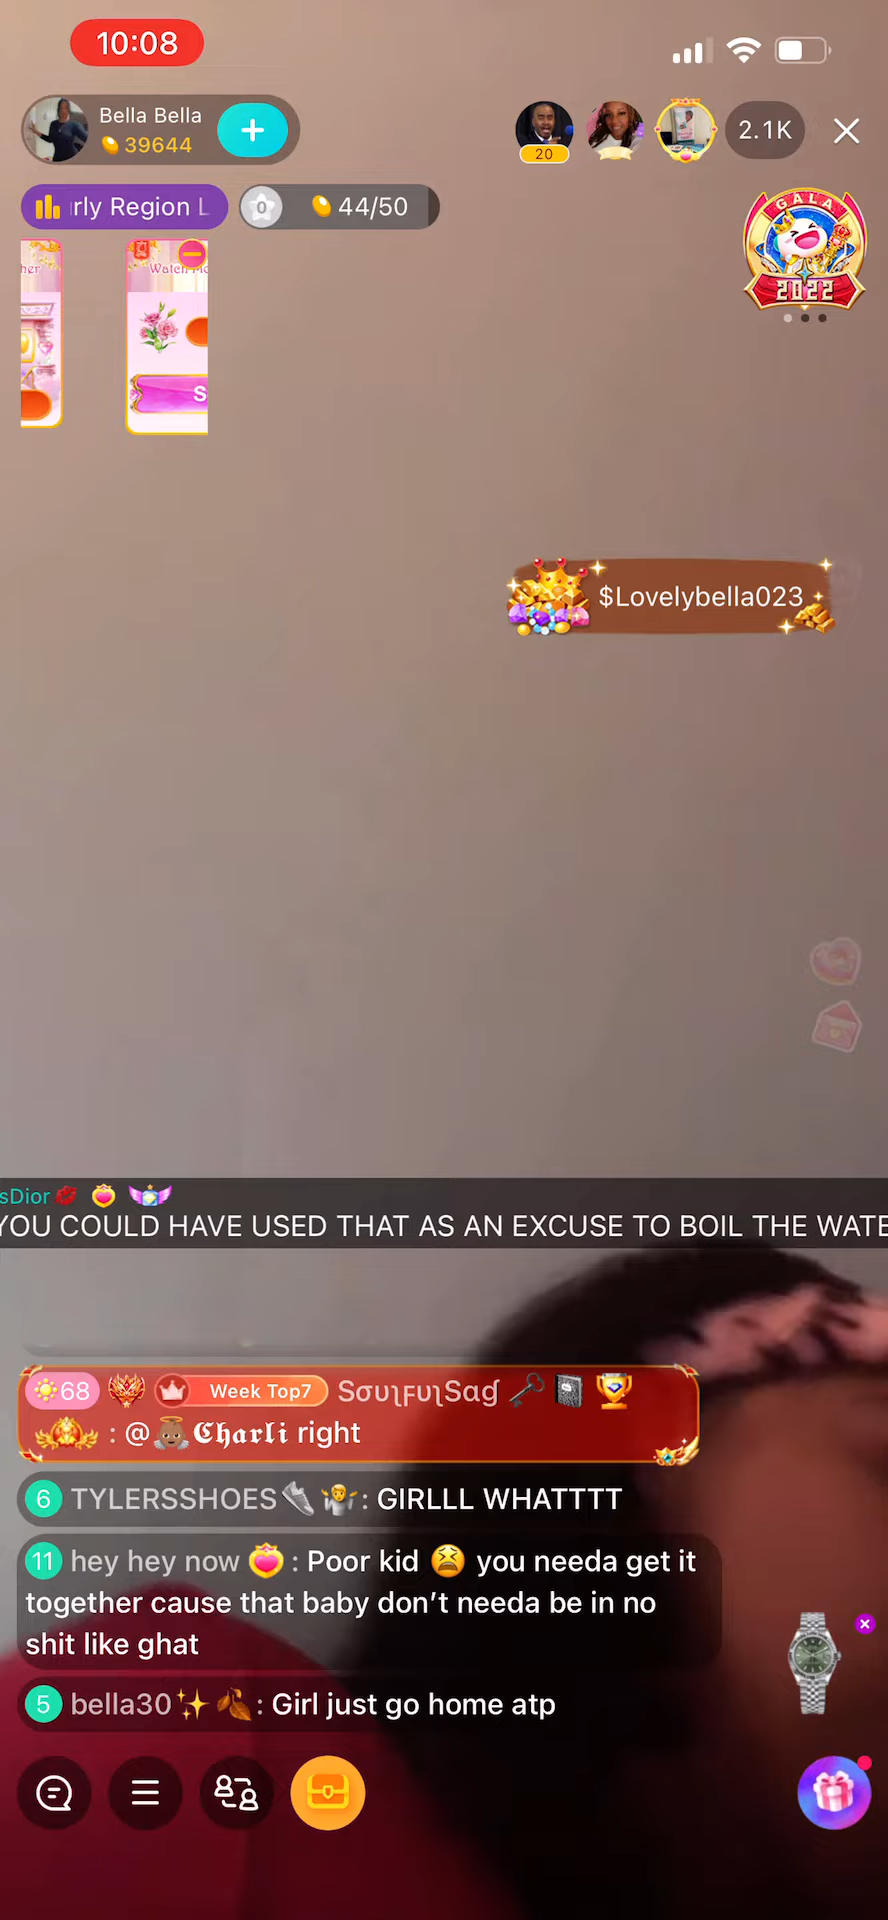 10:08
Bella Bella
39644
20
2.1K
rly Region L
0
44/50
GALA
2022
her
Watch
S
$Lovelybella023
sDior
YOU COULD HAVE USED THAT AS AN EXCUSE TO BOIL THE WATE
68 Week Top7 SσυʅϝυʅSαɠ
: @👼🏽𝕮𝖍𝖆𝖗𝖑𝖎 right
6 TYLERSSHOES👟🤷: GIRLLL WHATTTT
11 hey hey now : Poor kid 😫 you needa get it
together cause that baby don't needa be in no
shit like ghat
5 bella30✨🍂: Girl just go home atp